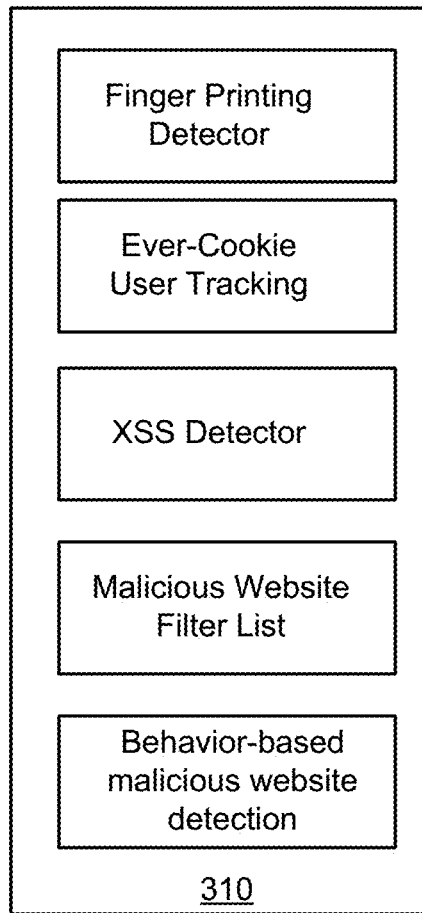 Finger Printing
Detector
Ever-Cookie
User Tracking
XSS Detector
Malicious Website
Filter List
Behavior-based
malicious website
detection
310